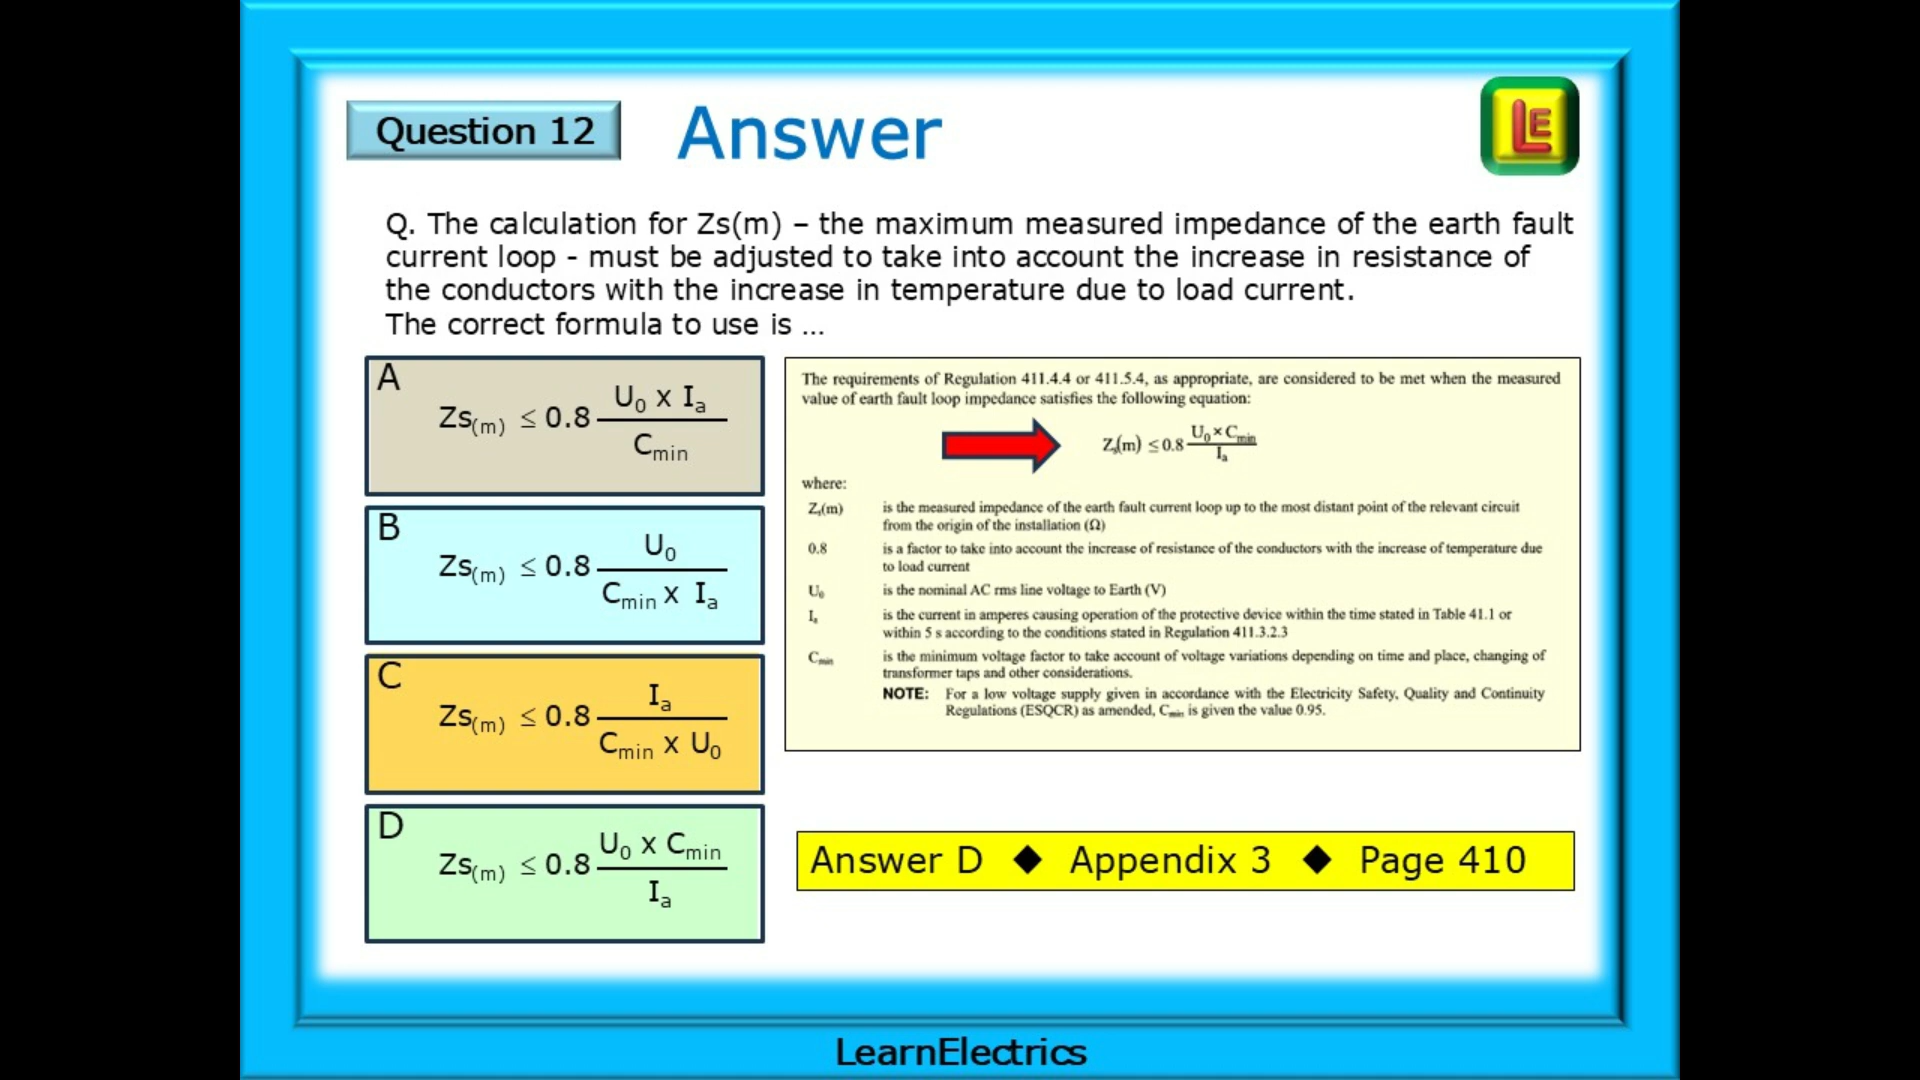 Question 12
Answer
LE
Q. The calculation for Zs(m) – the maximum measured impedance of the earth fault
current loop - must be adjusted to take into account the increase in resistance of
the conductors with the increase in temperature due to load current.
The correct formula to use is ...
A
Zs(m) ≤ 0.8 U0 x Ia / Cmin
B
Zs(m) ≤ 0.8 U0 / Cmin x Ia
C
Zs(m) ≤ 0.8 Ia / Cmin x U0
D
Zs(m) ≤ 0.8 U0 x Cmin / Ia
The requirements of Regulation 411.4.4 or 411.5.4, as appropriate, are considered to be met when the measured
value of earth fault loop impedance satisfies the following equation:
Zs(m) ≤ 0.8 U0 × Cmin / Ia
where:
Zs(m) is the measured impedance of the earth fault current loop up to the most distant point of the relevant circuit
from the origin of the installation (Ω)
0.8 is a factor to take into account the increase of resistance of the conductors with the increase of temperature due
to load current
U0 is the nominal AC rms line voltage to Earth (V)
Ia is the current in amperes causing operation of the protective device within the time stated in Table 41.1 or
within 5 s according to the conditions stated in Regulation 411.3.2.3
Cmin is the minimum voltage factor to take account of voltage variations depending on time and place, changing of
transformer taps and other considerations.
NOTE: For a low voltage supply given in accordance with the Electricity Safety, Quality and Continuity
Regulations (ESQCR) as amended, Cmin is given the value 0.95.
Answer D ◆ Appendix 3 ◆ Page 410
LearnElectrics